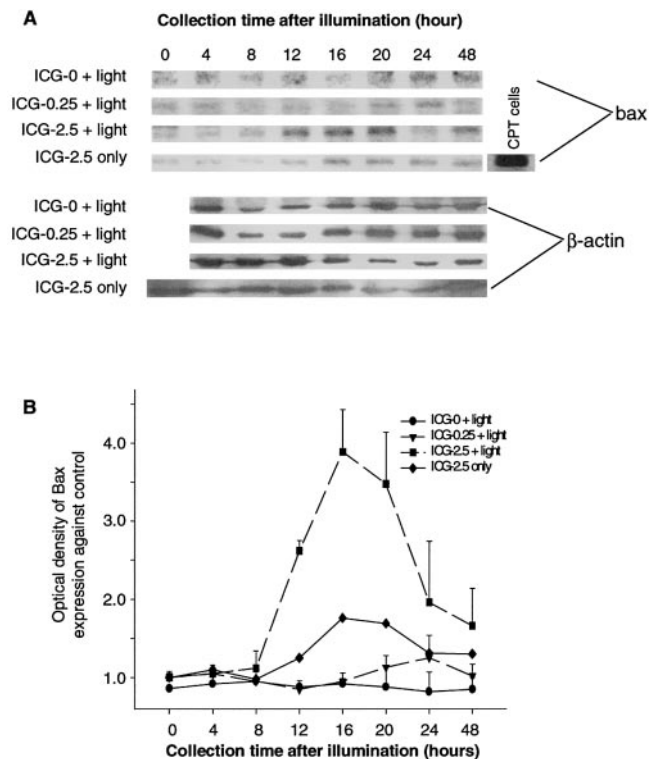 A
Collection time after illumination (hour)
0 4 8 12 16 20 24 48
ICG-0 + light
ICG-0.25 + light
ICG-2.5 + light
ICG-2.5 only
CPT cells
bax
ICG-0 + light
ICG-0.25 + light
ICG-2.5 + light
ICG-2.5 only
β-actin
B
Optical density of Bax
expression against control
4.0
3.0
2.0
1.0
ICG-0 + light
ICG-0.25 + light
ICG-2.5 + light
ICG-2.5 only
0 4 8 12 16 20 24 48
Collection time after illumination (hours)